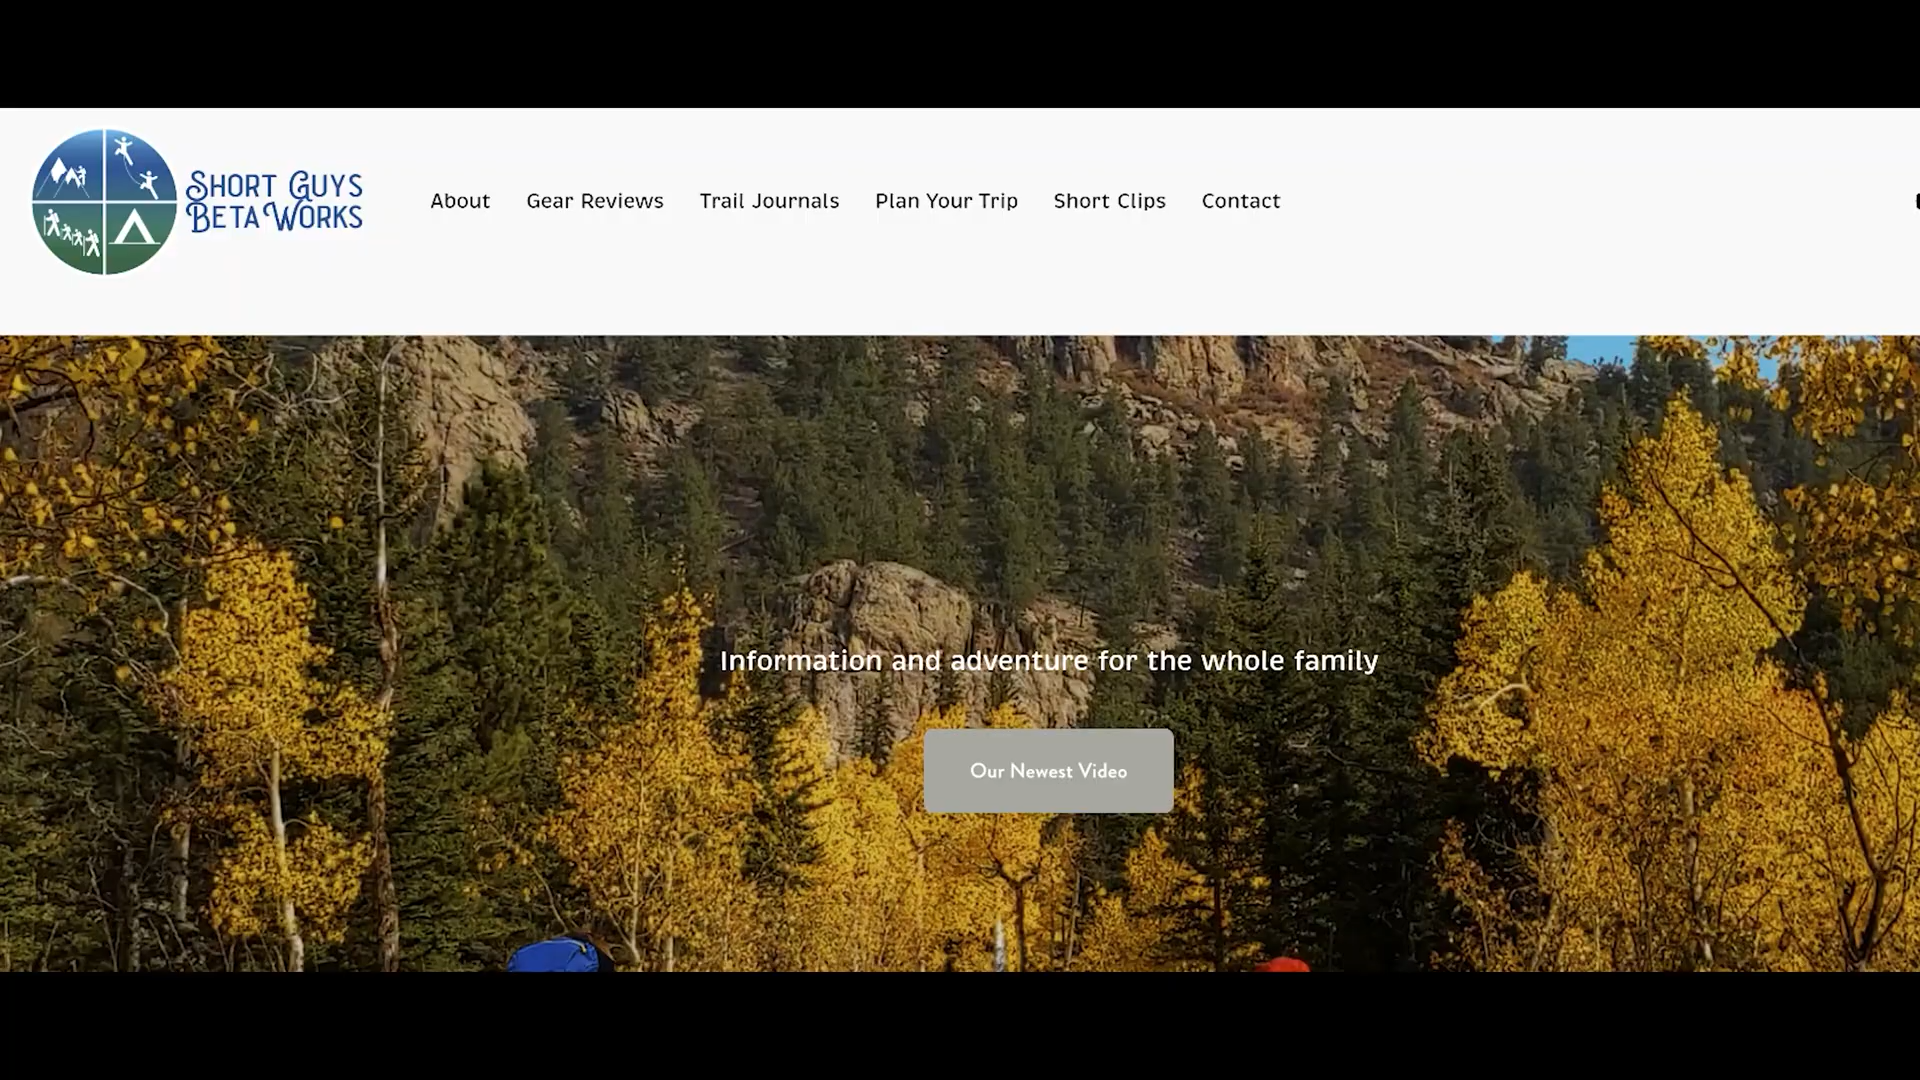 Short Guys
Beta Works
About
Gear Reviews
Trail Journals
Plan Your Trip
Short Clips
Contact
Information and adventure for the whole family
Our Newest Video